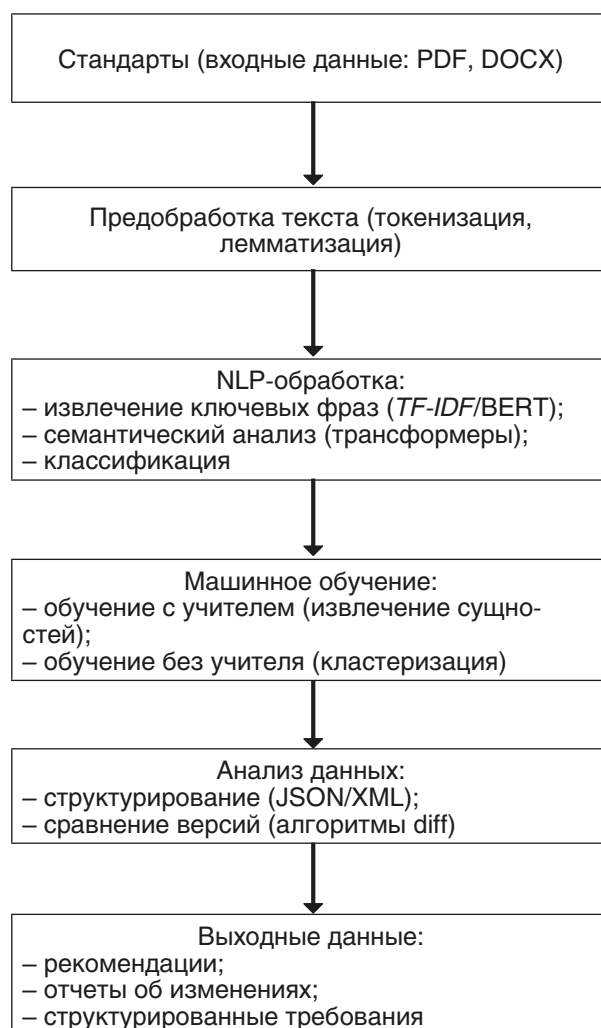 Стандарты (входные данные: PDF, DOCX)
Предобработка текста (токенизация,
лемматизация)
NLP-обработка:
– извлечение ключевых фраз (TF-IDF/BERT);
– семантический анализ (трансформеры);
– классификация
Машинное обучение:
– обучение с учителем (извлечение сущно-
стей);
– обучение без учителя (кластеризация)
Анализ данных:
– структурирование (JSON/XML);
– сравнение версий (алгоритмы diff)
Выходные данные:
– рекомендации;
– отчеты об изменениях;
– структурированные требования